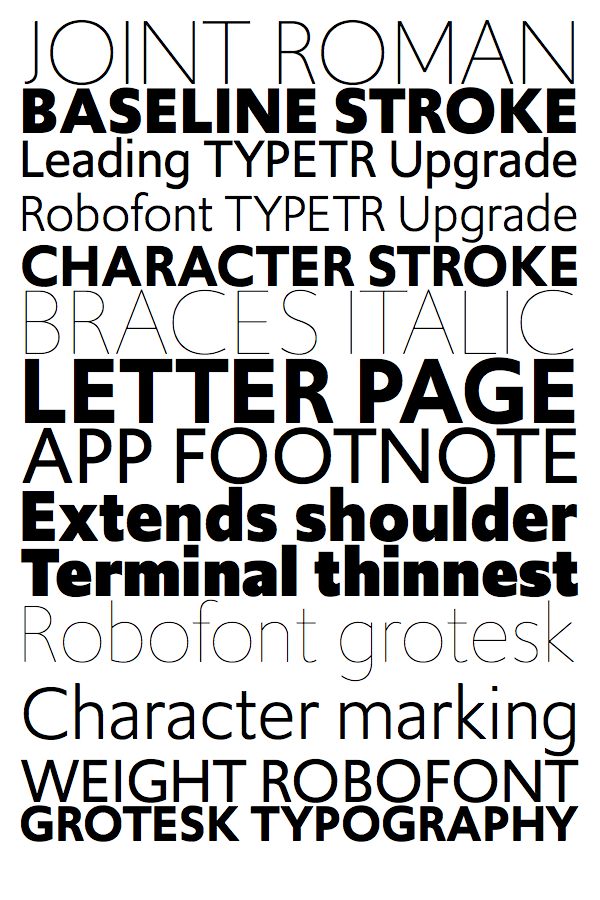 JOINT ROMAN
BASELINE STROKE
Leading TYPETR Upgrade
Robofont TYPETR Upgrade
CHARACTER STROKE
BRACES ITALIC
LETTER PAGE
APP FOOTNOTE
Extends shoulder
Terminal thinnest
Robofont grotesk
Character marking
WEIGHT ROBOFONT
GROTESK TYPOGRAPHY